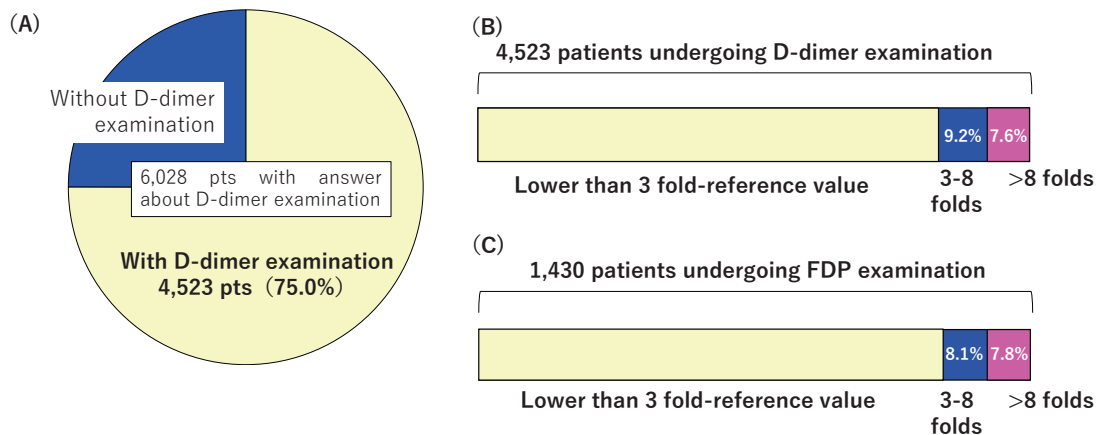 (A)
Without D-dimer
examination
6,028 pts with answer
about D-dimer examination
With D-dimer examination
4,523 pts (75.0%)
(B)
4,523 patients undergoing D-dimer examination
9.2% 7.6%
Lower than 3 fold-reference value
3-8
folds
>8 folds
(C)
1,430 patients undergoing FDP examination
8.1% 7.8%
Lower than 3 fold-reference value
3-8
folds
>8 folds